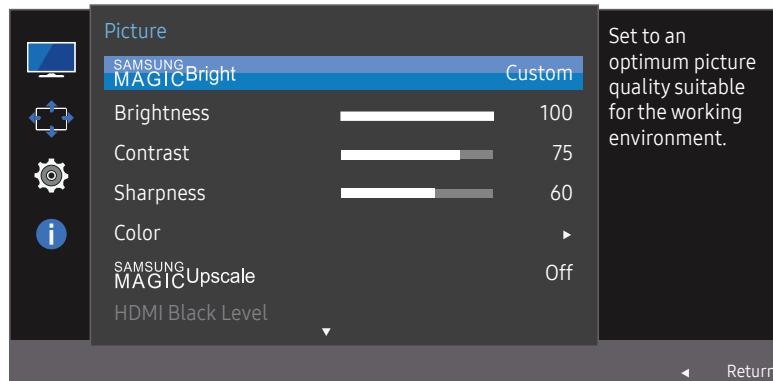 Picture
SAMSUNG
MAGICBright Custom
Brightness 100
Contrast 75
Sharpness 60
Color
SAMSUNG
MAGICUpscale Off
HDMI Black Level
Set to an
optimum picture
quality suitable
for the working
environment.
Return